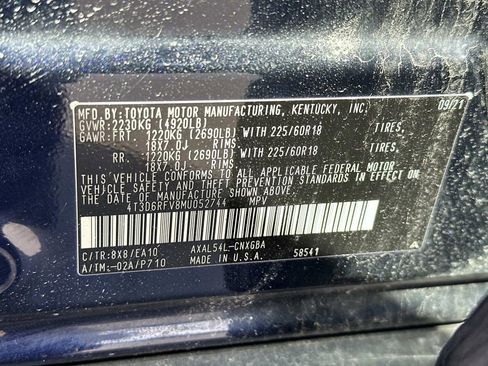 MFD. BY: TOYOTA MOTOR MANUFACTURING, KENTUCKY, INC. 09/21
GVWR: 2230KG (4920LB)
GAWR: FRT 1220KG (2690LB) WITH 225/60R18 TIRES,
18X7.0J RIMS
RR 1220KG (2690LB) WITH 225/60R18 TIRES,
18X7.0J RIMS
THIS VEHICLE CONFORMS TO ALL APPLICABLE FEDERAL MOTOR
VEHICLE SAFETY AND THEFT PREVENTION STANDARDS IN EFFECT ON
THE DATE OF MANUFACTURE SHOWN ABOVE.
4T3D6RFV8MU052744 MPV
C/TR: 8X8/EA10 AXAL54L-CNXGBA
A/TM: -02A/P710 MADE IN U.S.A. 58541